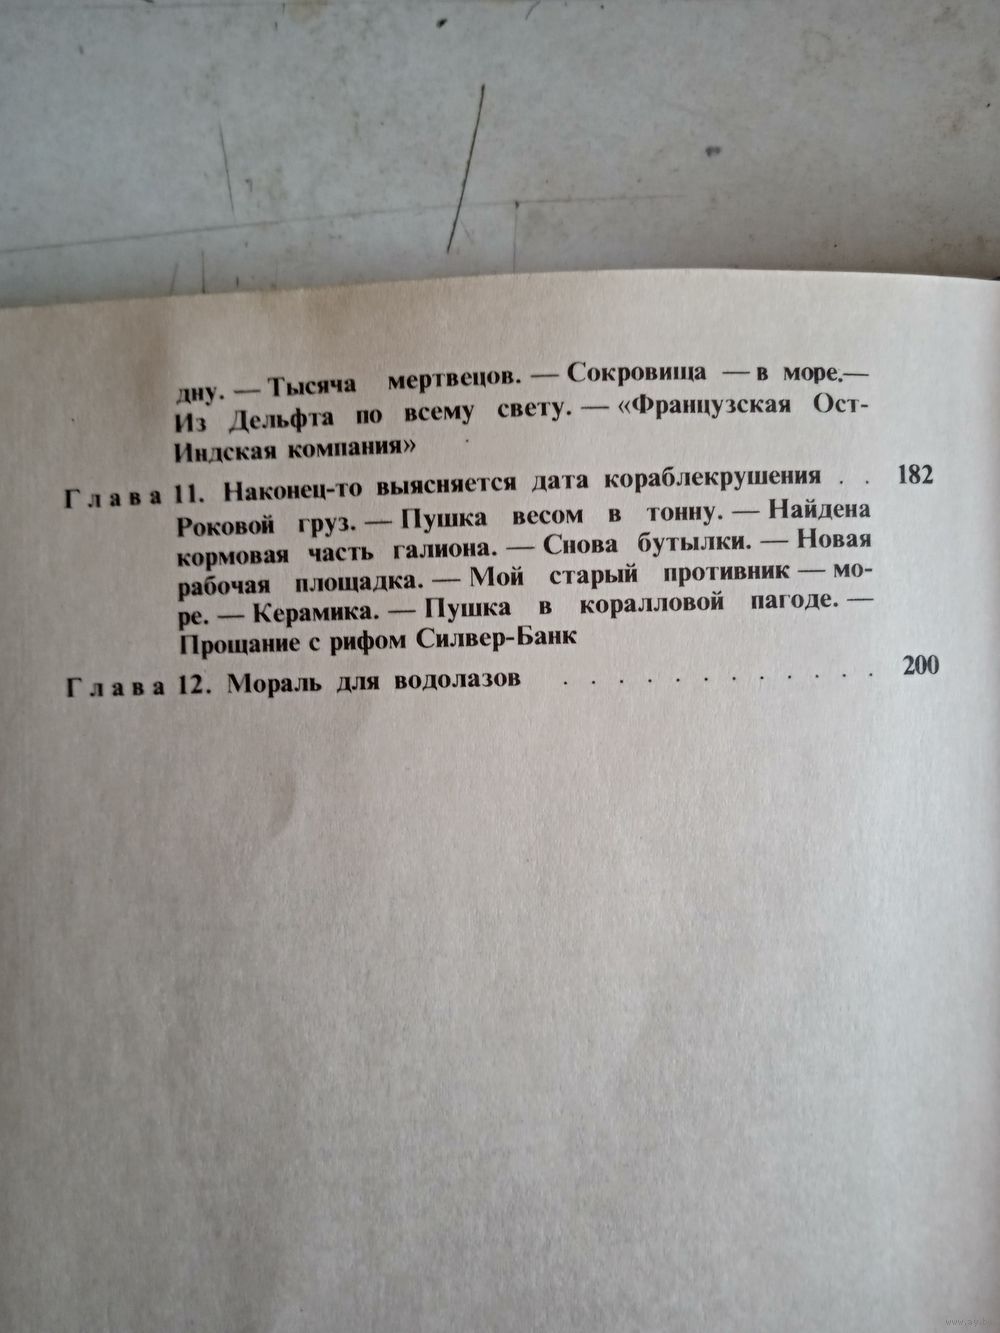 дну. — Тысяча мертвецов. — Сокровища — в море.—
Из Дельфта по всему свету. — «Французская Ост-
Индская компания»
Глава 11. Наконец-то выясняется дата кораблекрушения . . 182
Роковой груз. — Пушка весом в тонну. — Найдена
кормовая часть галиона. — Снова бутылки. — Новая
рабочая площадка. — Мой старый противник — мо-
ре. — Керамика. — Пушка в коралловой пагоде. —
Прощание с рифом Силвер-Банк
Глава 12. Мораль для водолазов . . . . . . . . . . . . 200